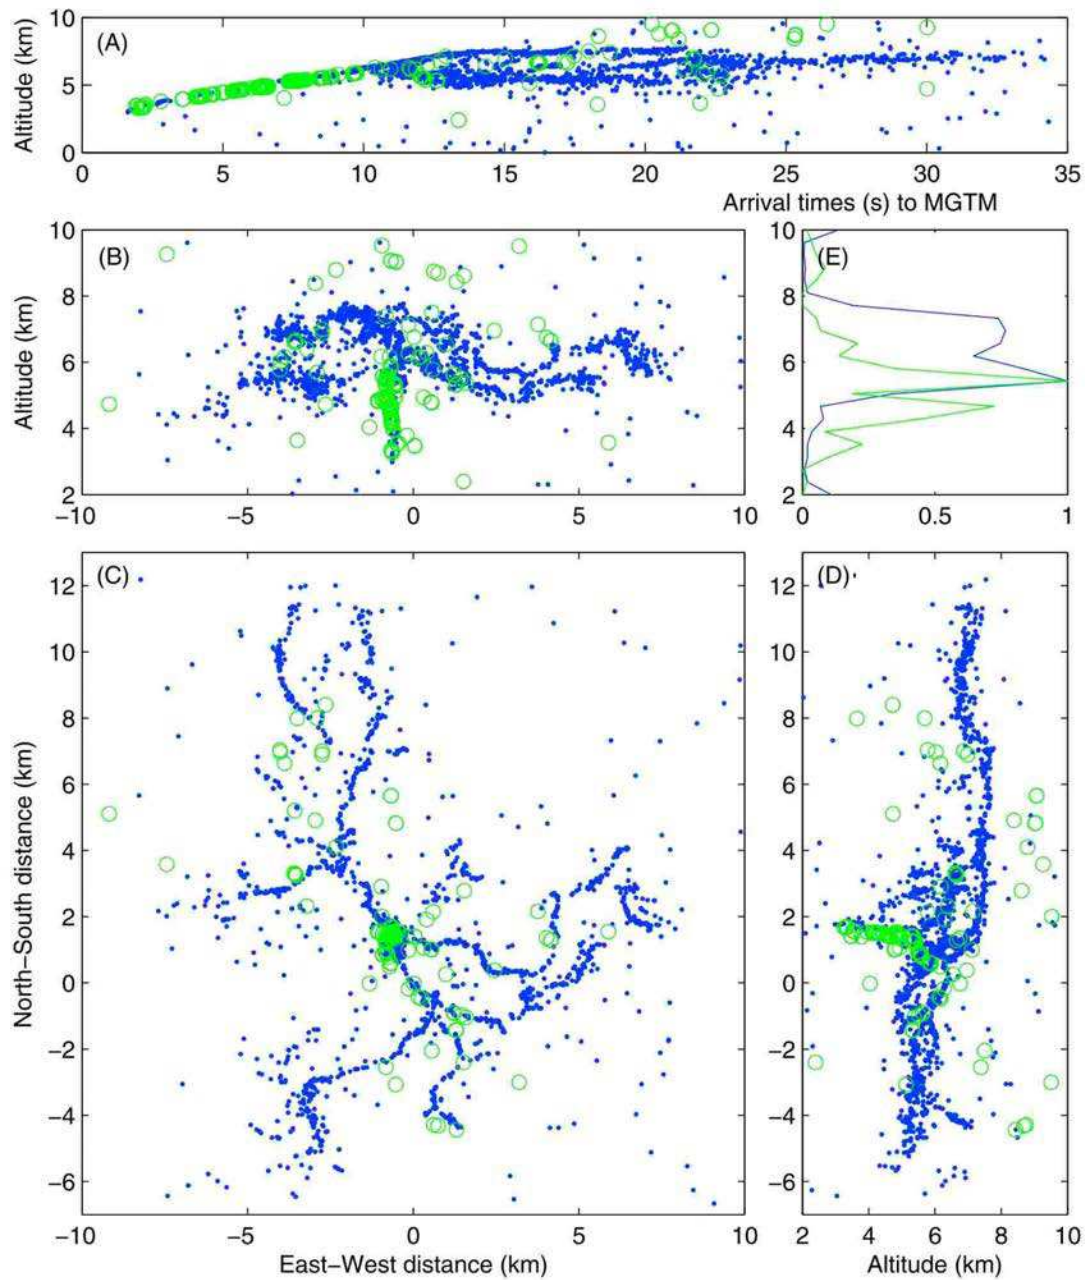 (A)
Altitude (km)
10
5
0
0 5 10 15 20 25 30 35
Arrival times (s) to MGTM
(B)
Altitude (km)
10
8
6
4
2
−10 −5 0 5 10
(E)
10
8
6
4
2
0 0.5 1
(C)
North−South distance (km)
12
10
8
6
4
2
0
−2
−4
−6
−10 −5 0 5 10
East−West distance (km)
(D)
12
10
8
6
4
2
0
−2
−4
−6
2 4 6 8 10
Altitude (km)